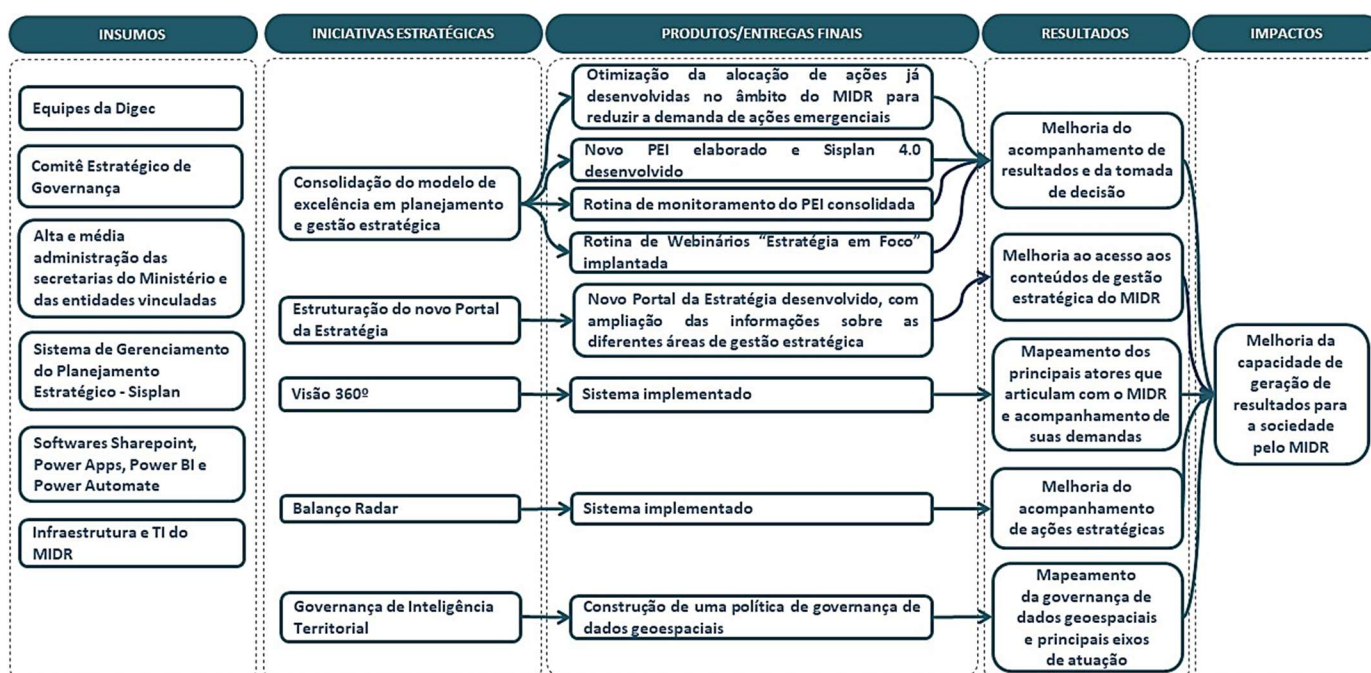 INSUMOS
INICIATIVAS ESTRATÉGICAS
PRODUTOS/ENTREGAS FINAIS
RESULTADOS
IMPACTOS
Equipes da Digec
Comitê Estratégico de
Governança
Alta e média
administração das
secretarias do Ministério e
das entidades vinculadas
Sistema de Gerenciamento
do Planejamento
Estratégico - Sisplan
Softwares Sharepoint,
Power Apps, Power BI e
Power Automate
Infraestrutura e TI do
MIDR
Consolidação do modelo de
excelência em planejamento
e gestão estratégica
Estruturação do novo Portal
da Estratégia
Visão 360º
Balanço Radar
Governança de Inteligência
Territorial
Otimização da alocação de ações já
desenvolvidas no âmbito do MIDR para
reduzir a demanda de ações emergenciais
Novo PEI elaborado e Sisplan 4.0
desenvolvido
Rotina de monitoramento do PEI consolidada
Rotina de Webinários “Estratégia em Foco”
implantada
Novo Portal da Estratégia desenvolvido, com
ampliação das informações sobre as
diferentes áreas de gestão estratégica
Sistema implementado
Sistema implementado
Construção de uma política de governança de
dados geoespaciais
Melhoria do
acompanhamento de
resultados e da tomada de
decisão
Melhoria ao acesso aos
conteúdos de gestão
estratégica do MIDR
Mapeamento dos
principais atores que
articulam com o MIDR
e acompanhamento de
suas demandas
Melhoria do
acompanhamento
de ações estratégicas
Mapeamento
da governança de
dados geoespaciais
e principais eixos
de atuação
Melhoria da
capacidade de
geração de
resultados para
a sociedade
pelo MIDR